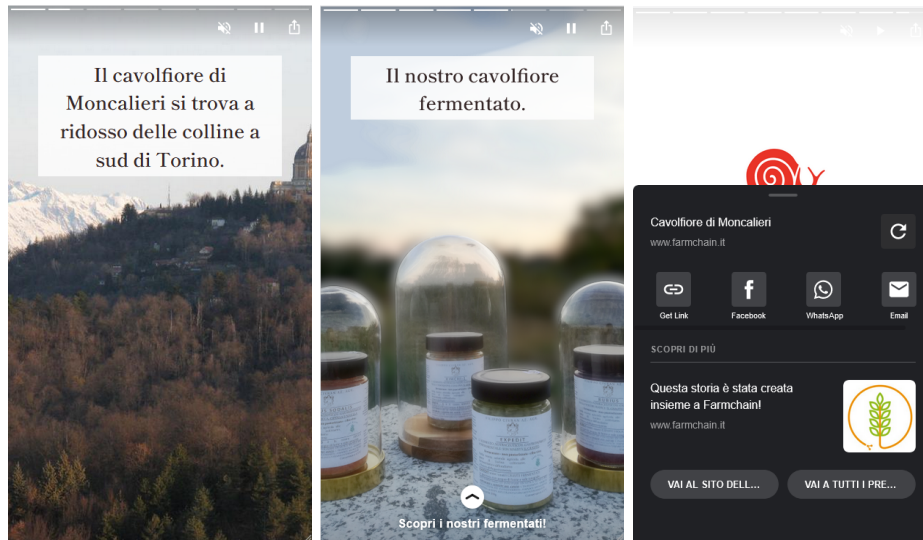 Il cavolfiore di
Moncalieri si trova a
ridosso delle colline a
sud di Torino.
Il nostro cavolfiore
fermentato.
Scopri i nostri fermentati!
Cavolfiore di Moncalieri
www.farmchain.it
Get Link
Facebook
WhatsApp
Email
SCOPRI DI PIÙ
Questa storia è stata creata
insieme a Farmchain!
www.farmchain.it
VAI AL SITO DELL...
VAI A TUTTI I PRE...